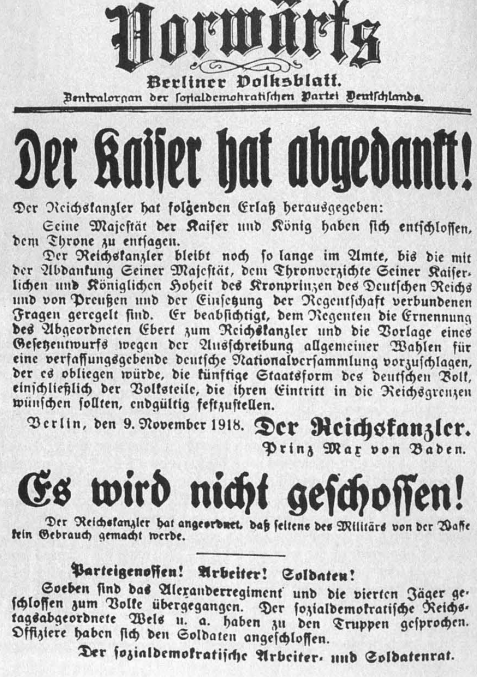 Vorwärts
Berliner Volksblatt.
Zentralorgan der sozialdemokratischen Partei Deutschlands.
Der Kaiser hat abgedankt!
Der Reichskanzler hat folgenden Erlaß herausgegeben:
Seine Majestät der Kaiser und König haben sich entschlossen,
dem Throne zu entsagen.
Der Reichskanzler bleibt noch so lange im Amte, bis die mit
der Abdankung Seiner Majestät, dem Thronverzichte Seiner Kaiser-
lichen und Königlichen Hoheit des Kronprinzen des Deutschen Reichs
und von Preußen und der Einsetzung der Regentschaft verbundenen
Fragen geregelt sind. Er beabsichtigt, dem Regenten die Ernennung
des Abgeordneten Ebert zum Reichskanzler und die Vorlage eines
Gesetzentwurfs wegen der Ausschreibung allgemeiner Wahlen für
eine verfassungsgebende deutsche Nationalversammlung vorzuschlagen,
der es obliegen würde, die künftige Staatsform des deutschen Volk,
einschließlich der Volksteile, die ihren Eintritt in die Reichsgrenzen
wünschen sollten, endgültig festzustellen.
Berlin, den 9. November 1918. Der Reichskanzler.
Prinz Max von Baden.
Es wird nicht geschossen!
Der Reichskanzler hat angeordnet, daß seitens des Militärs von der Waffe
kein Gebrauch gemacht werde.
Parteigenossen! Arbeiter! Soldaten!
Soeben sind das Alexanderregiment und die vierten Jäger ge-
schlossen zum Volke übergegangen. Der sozialdemokratische Reichs-
tagsabgeordnete Wels u. a. haben zu den Truppen gesprochen.
Offiziere haben sich den Soldaten angeschlossen.
Der sozialdemokratische Arbeiter- und Soldatenrat.